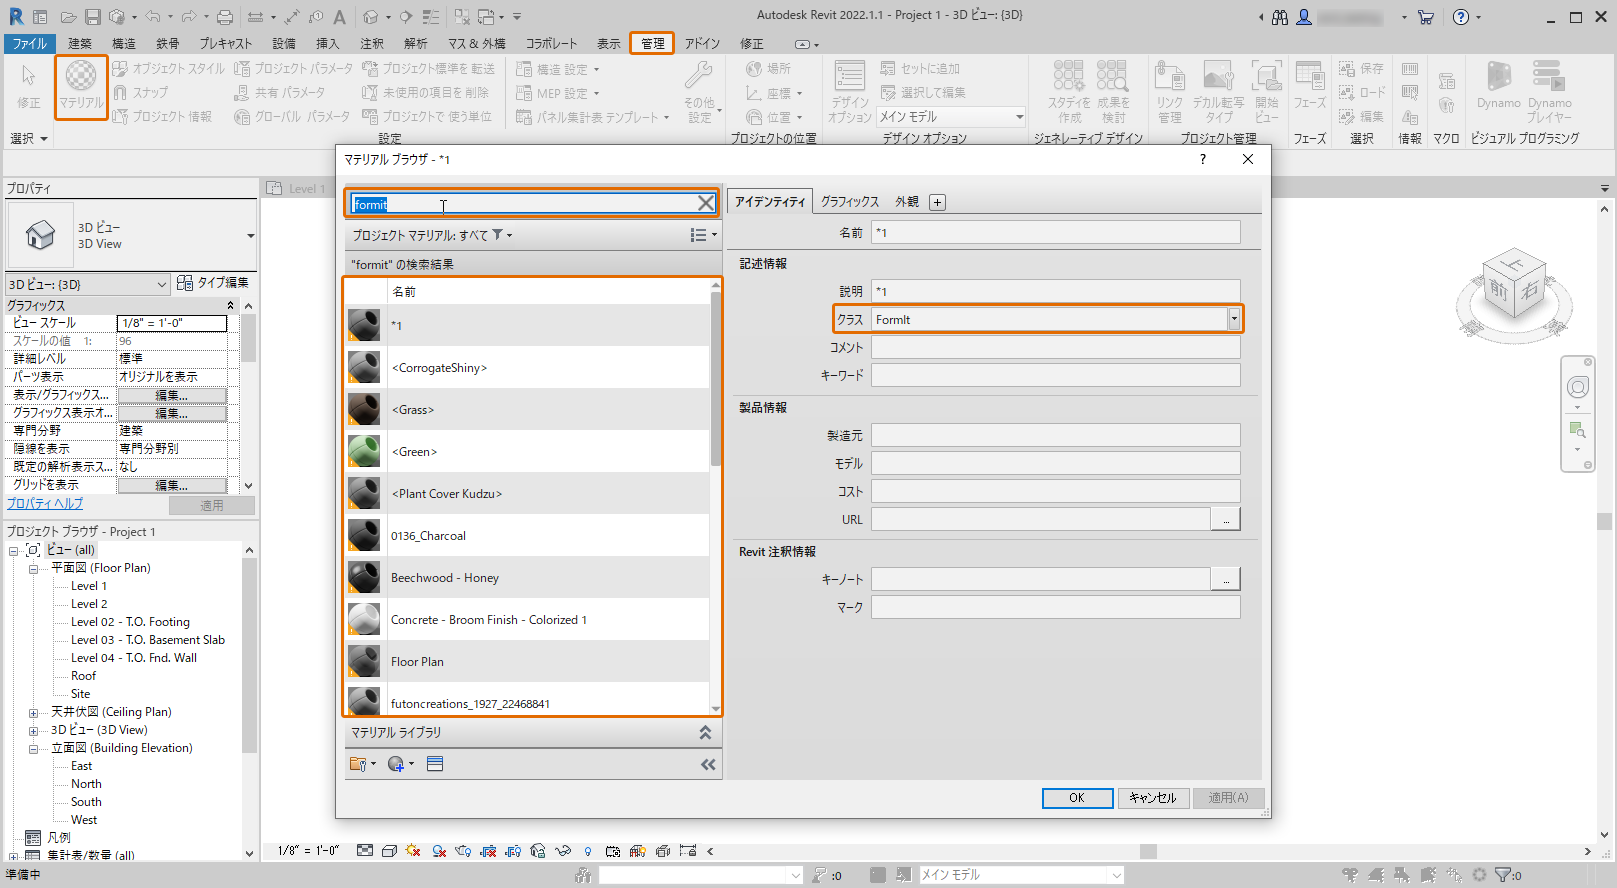 Autodesk Revit 2022.1.1 - Project 1 - 3D ビュー: {3D}
ファイル 建築 構造 鉄骨 プレキャスト 設備 挿入 注釈 解析 マス & 外構 コラボレート 表示 管理 アドイン 修正
修正
マテリアル
オブジェクト スタイル
スナップ
プロジェクト 情報
プロジェクト パラメータ
共有 パラメータ
グローバル パラメータ
プロジェクト標準を 転送
未使用の項目を 削除
プロジェクトで 使う単位
構造 設定
MEP 設定
パネル集計表 テンプレート
その他 設定
場所
座標
位置
デザイン オプション
セットに追加
選択して編集
メイン モデル
スタディを 作成
成果を 検討
リンク 管理
デカル転写 タイプ
開始 ビュー
フェーズ
保存
ロード
編集
Dynamo
Dynamo プレイヤー
選択 設定 プロジェクトの位置 デザイン オプション ジェネレーティブ デザイン プロジェクト管理 フェーズ 選択 情報 マクロ ビジュアル プログラミング
プロパティ
3D ビュー
3D View
3D ビュー: {3D}
タイプ編集
グラフィックス
ビュー スケール 1/8" = 1'-0"
スケールの値 1: 96
詳細レベル 標準
パーツ表示 オリジナルを表示
表示/グラフィックス... 編集...
グラフィックス表示オ... 編集...
専門分野 建築
隠線を表示 専門分野別
既定の解析表示ス... なし
グリッドを表示 編集...
プロパティ ヘルプ 適用
プロジェクト ブラウザ - Project 1
ビュー (all)
平面図 (Floor Plan)
Level 1
Level 2
Level 02 - T.O. Footing
Level 03 - T.O. Basement Slab
Level 04 - T.O. Fnd. Wall
Roof
Site
天井伏図 (Ceiling Plan)
3D ビュー (3D View)
立面図 (Building Elevation)
East
North
South
West
凡例
集計表/数量 (all)
準備中
Level 1
マテリアル ブラウザ - *1
?
formit
プロジェクト マテリアル: すべて
"formit" の検索結果
名前
*1
<CorrogateShiny>
<Grass>
<Green>
<Plant Cover Kudzu>
0136_Charcoal
Beechwood - Honey
Concrete - Broom Finish - Colorized 1
Floor Plan
futoncreations_1927_22468841
マテリアル ライブラリ
アイデンティティ グラフィックス 外観
名前 *1
記述情報
説明 *1
クラス FormIt
コメント
キーワード
製品情報
製造元
モデル
コスト
URL ...
Revit 注釈情報
キーノート ...
マーク
OK キャンセル 適用(A)
上
前 右
1/8" = 1'-0"
:0
メイン モデル
:0